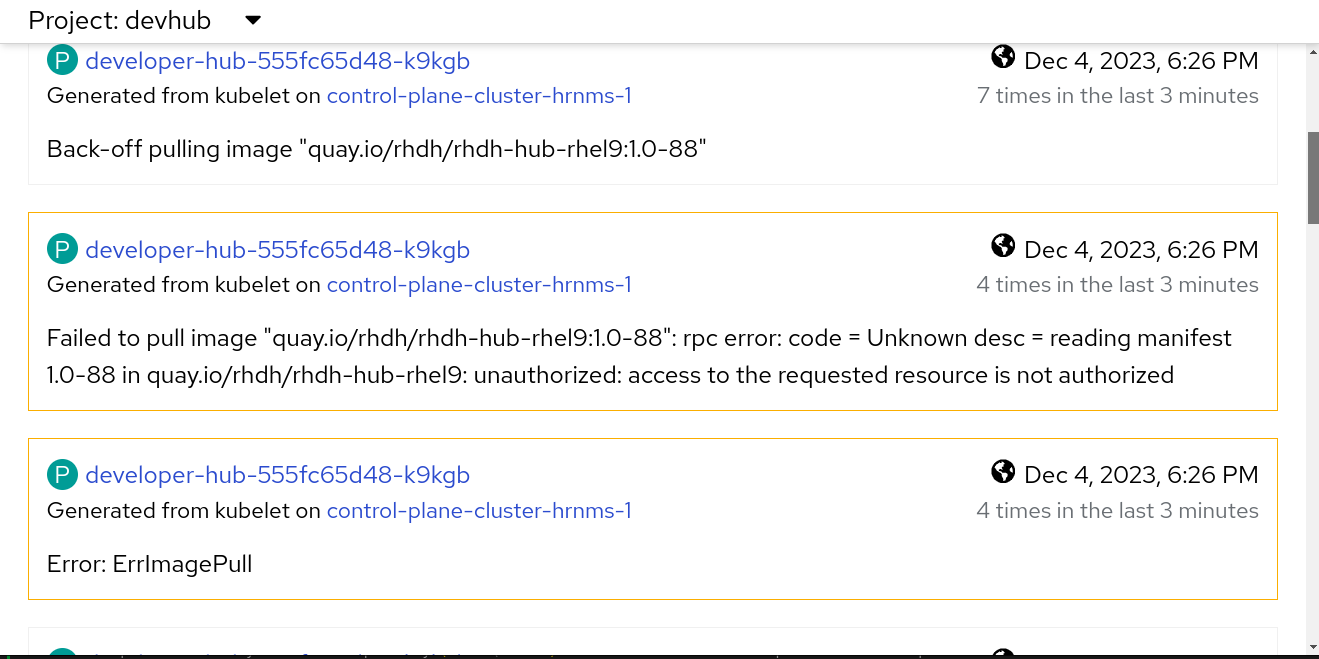 Project: devhub
P developer-hub-555fc65d48-k9kgb Dec 4, 2023, 6:26 PM
Generated from kubelet on control-plane-cluster-hrnms-1 7 times in the last 3 minutes
Back-off pulling image "quay.io/rhdh/rhdh-hub-rhel9:1.0-88"
P developer-hub-555fc65d48-k9kgb Dec 4, 2023, 6:26 PM
Generated from kubelet on control-plane-cluster-hrnms-1 4 times in the last 3 minutes
Failed to pull image "quay.io/rhdh/rhdh-hub-rhel9:1.0-88": rpc error: code = Unknown desc = reading manifest
1.0-88 in quay.io/rhdh/rhdh-hub-rhel9: unauthorized: access to the requested resource is not authorized
P developer-hub-555fc65d48-k9kgb Dec 4, 2023, 6:26 PM
Generated from kubelet on control-plane-cluster-hrnms-1 4 times in the last 3 minutes
Error: ErrImagePull